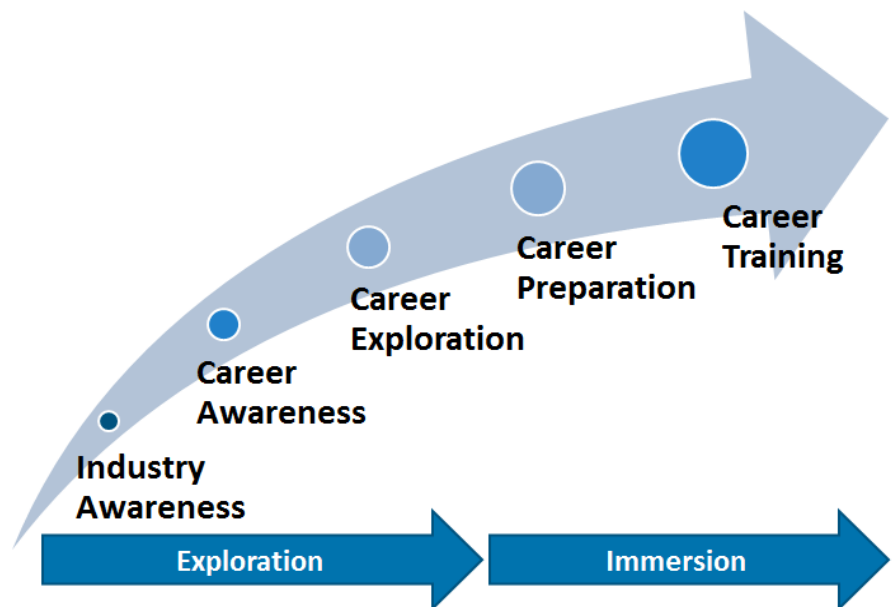 Industry
Awareness
Career
Awareness
Career
Exploration
Career
Preparation
Career
Training
Exploration
Immersion